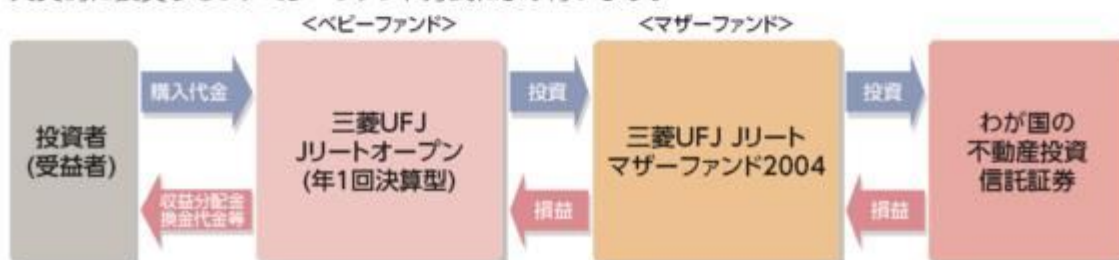 <ベビーファンド>
<マザーファンド>
投資者
(受益者)
購入代金
収益分配金
換金代金等
三菱UFJ
Jリートオープン
(年1回決算型)
投資
損益
三菱UFJ Jリート
マザーファンド2004
投資
損益
わが国の
不動産投資
信託証券